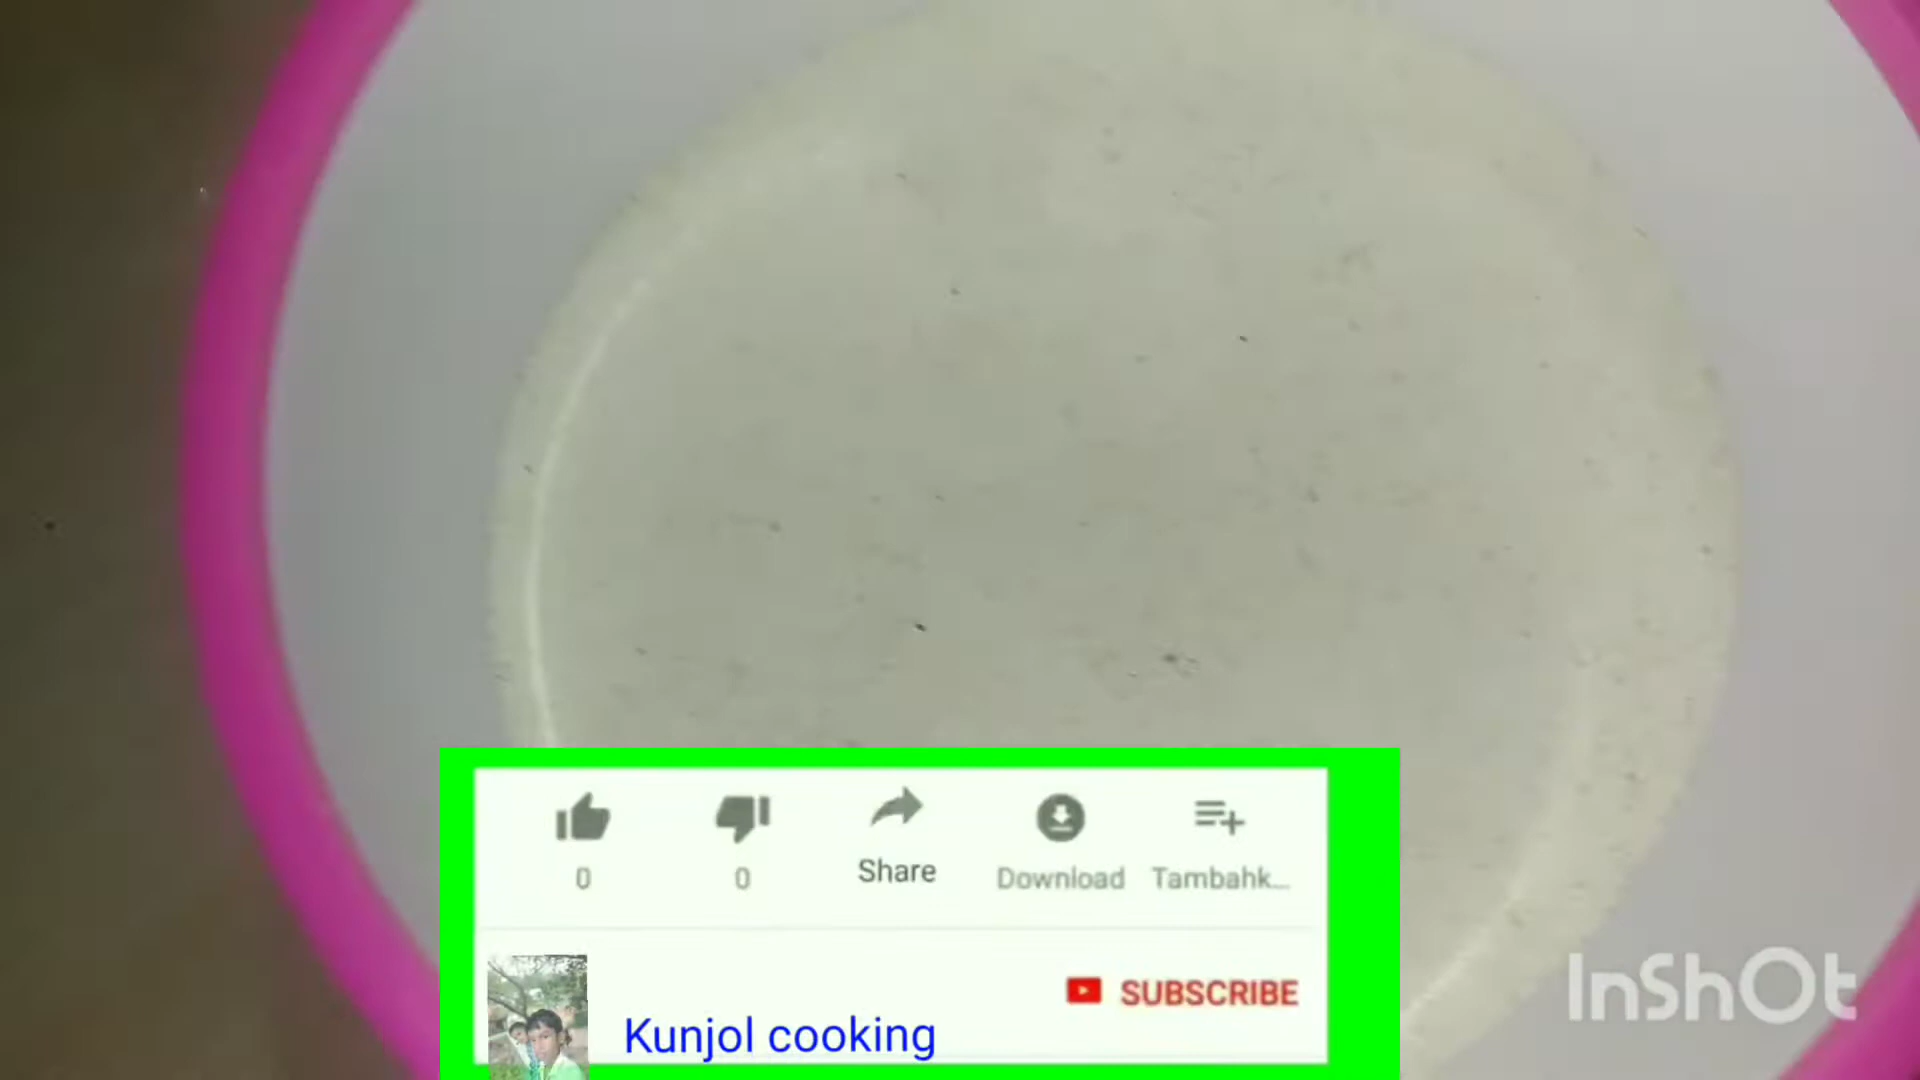 0
0
Share
Download
Tambahk...
SUBSCRIBE
Kunjol cooking
InShOt